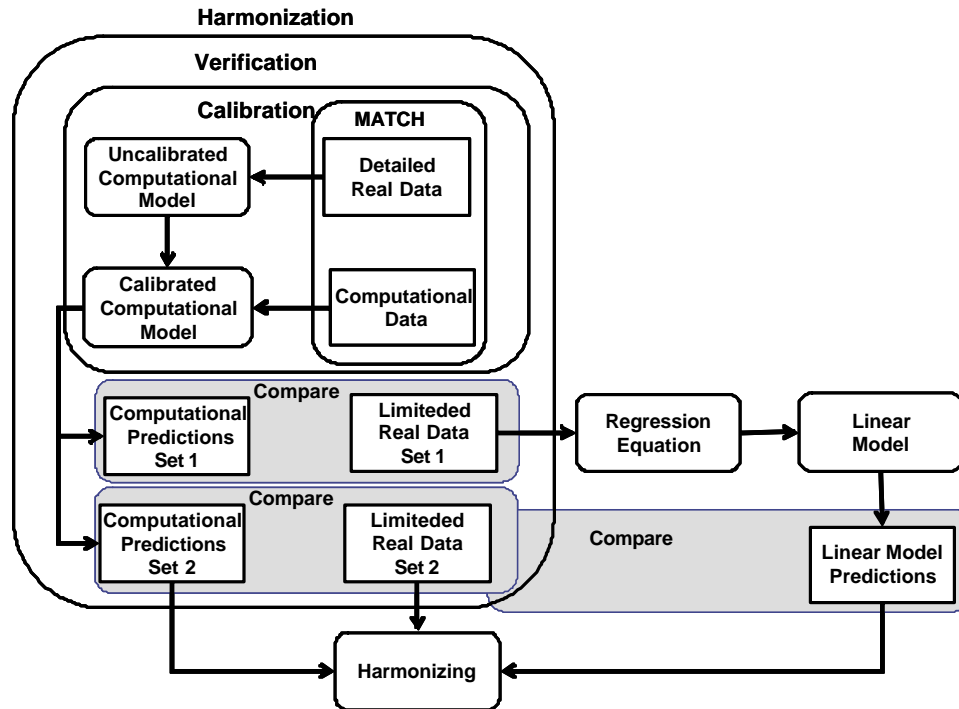 Harmonization
Verification
Calibration
MATCH
Uncalibrated
Computational
Model
Detailed
Real Data
Calibrated
Computational
Model
Computational
Data
Compare
Computational
Predictions
Set 1
Limiteded
Real Data
Set 1
Regression
Equation
Linear
Model
Compare
Computational
Predictions
Set 2
Limiteded
Real Data
Set 2
Compare
Linear Model
Predictions
Harmonizing